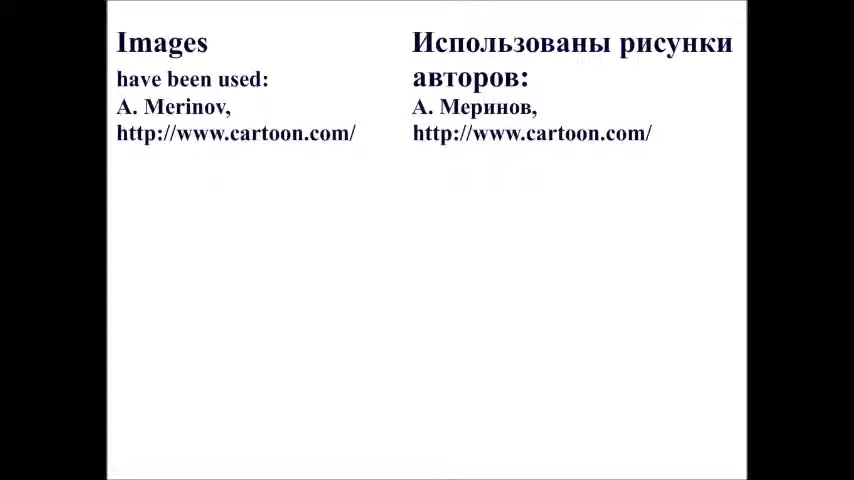 Images
have been used:
A. Merinov,
http://www.cartoon.com/
Использованы рисунки
авторов:
А. Меринов,
http://www.cartoon.com/